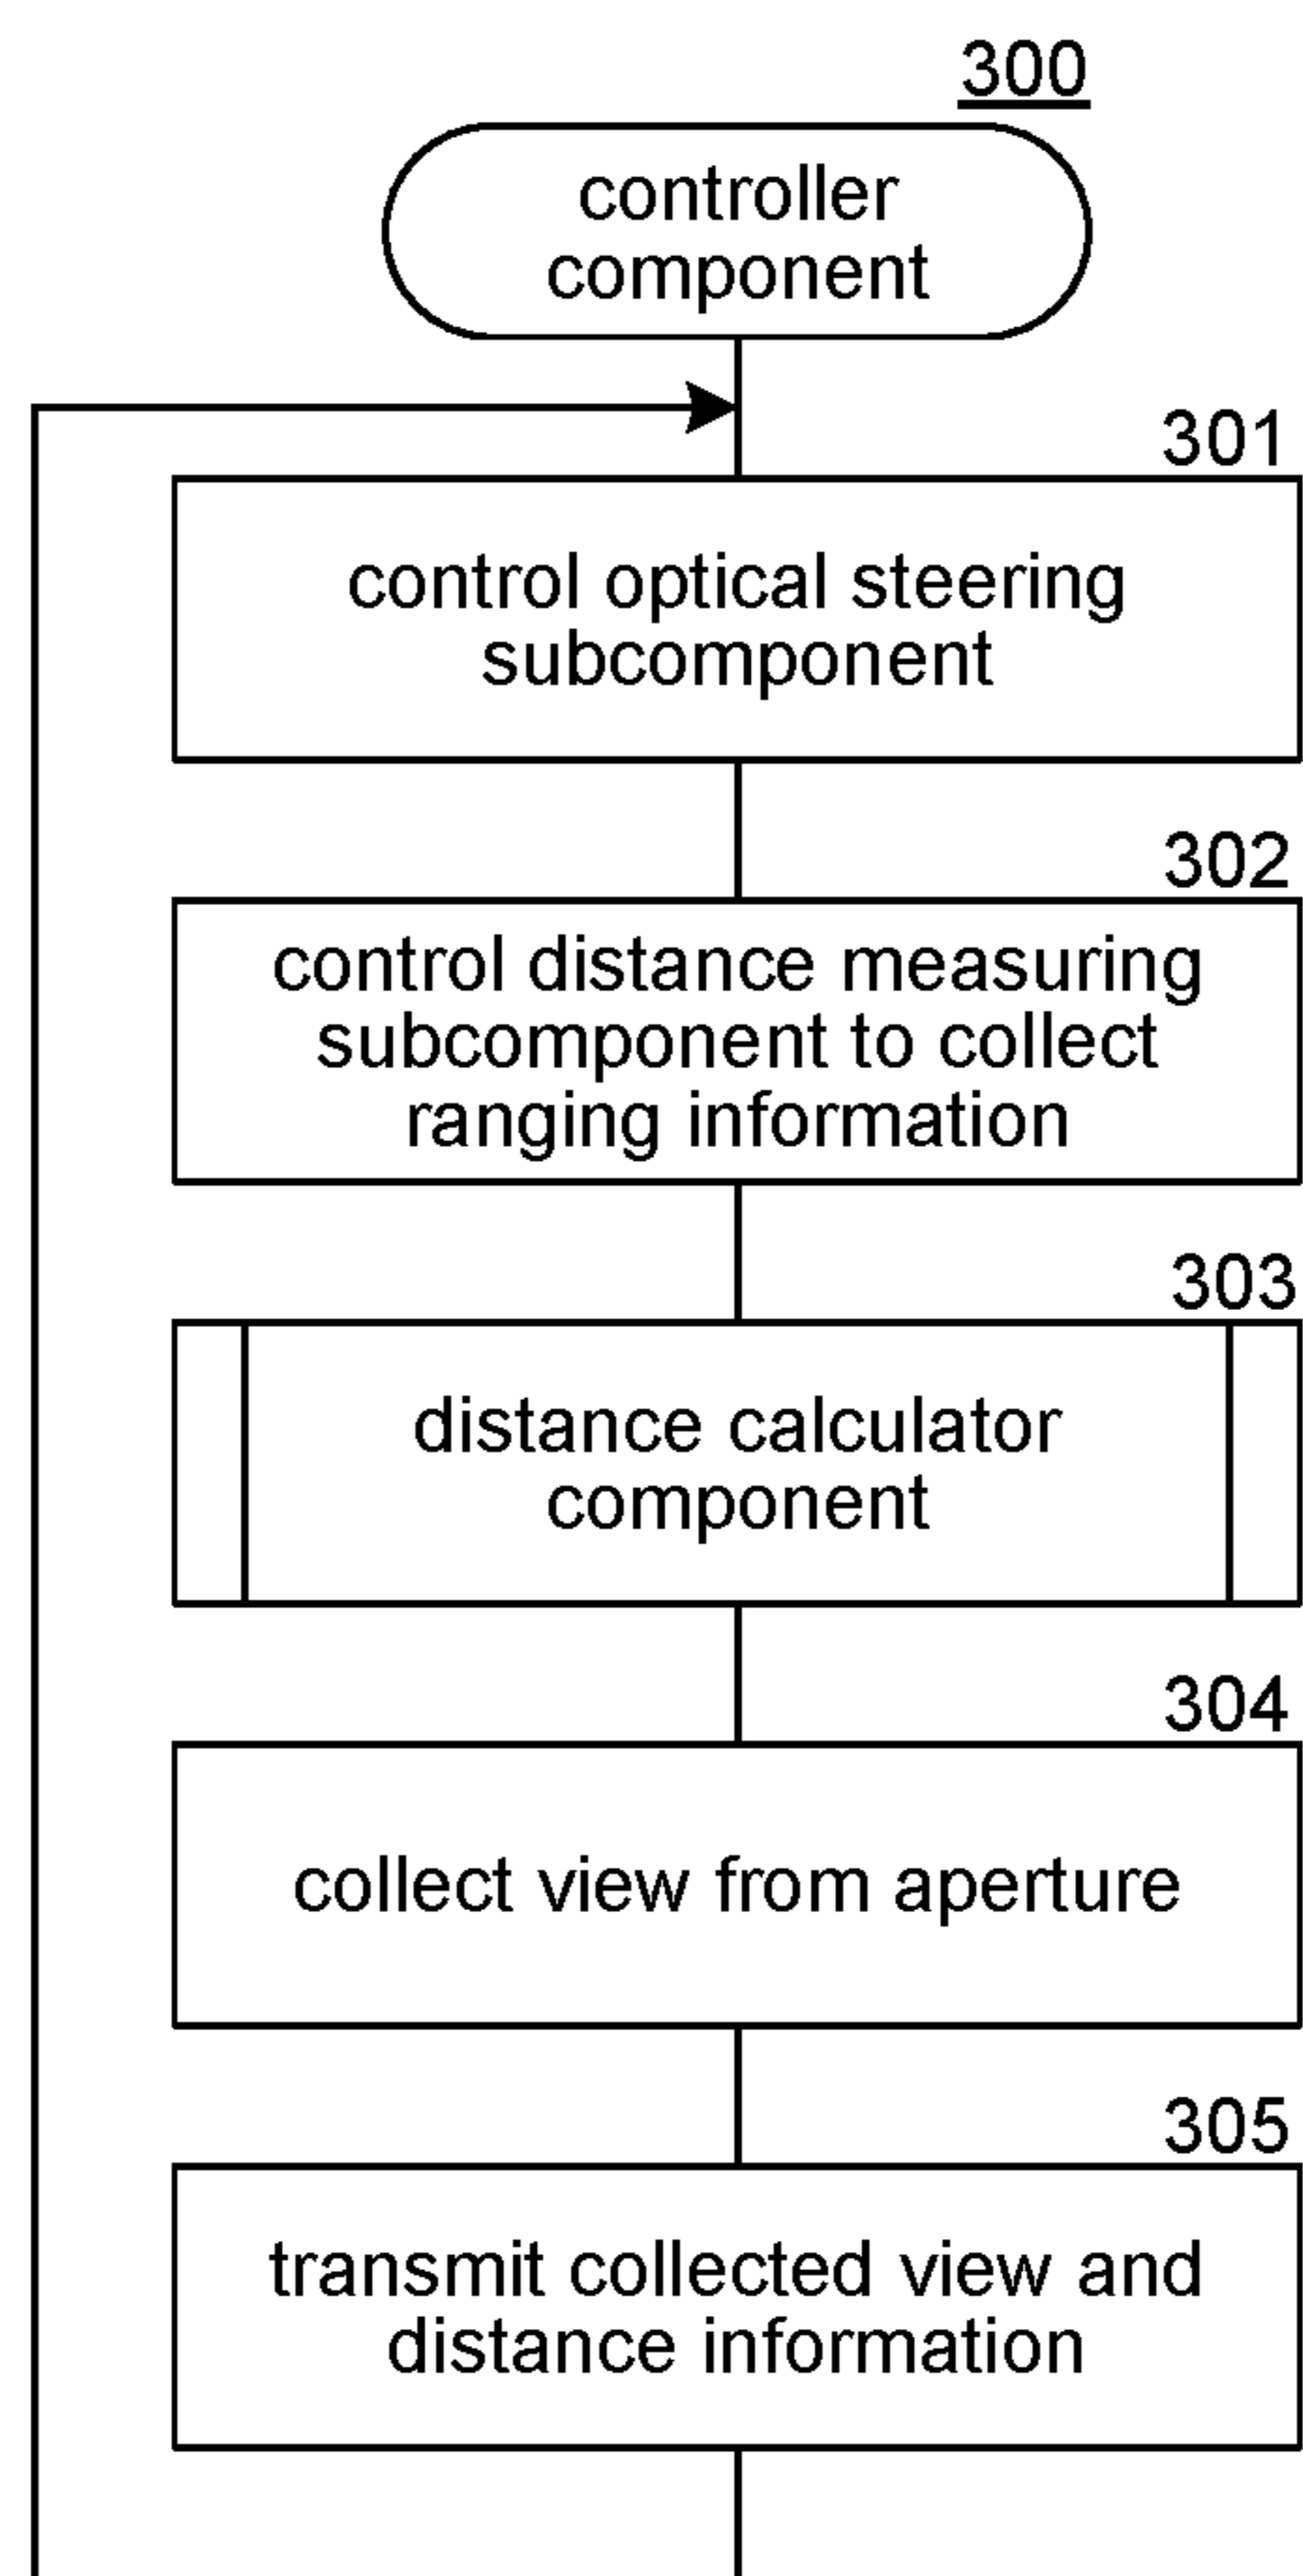 300
controller
component
301
control optical steering
subcomponent
302
control distance measuring
subcomponent to collect
ranging information
303
distance calculator
component
304
collect view from aperture
305
transmit collected view and
distance information